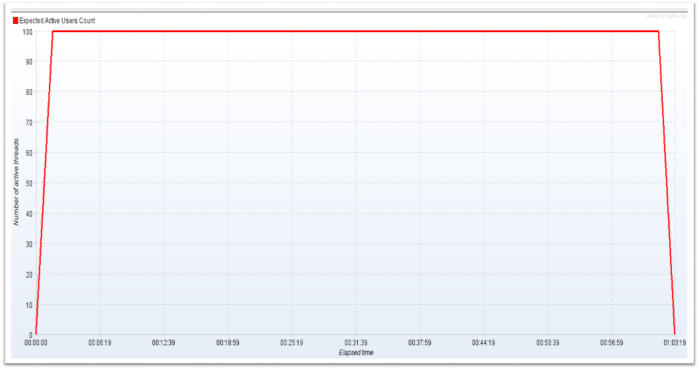 Expected Active Users Count
100
90
80
70
60
50
40
30
20
10
0
Number of active threads
00:00:00 00:06:19 00:12:39 00:18:59 00:25:19 00:31:39 00:37:59 00:44:19 00:50:39 00:56:59 01:03:19
Elapsed time